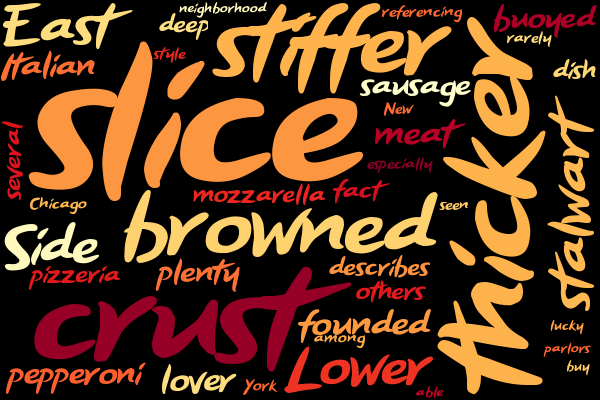 East
neighborhood
deep
stiffer
referencing
buoyed
rarely
Italian
style
slice
sausage
dish
New
thicker
meat
several
especially
stalwart
Chicago
mozzarella
fact
seen
Side
browned
pizzeria
plenty
describes
others
crust
founded
among
lucky
parlors
pepperoni
lover
York
Lower
able
buy